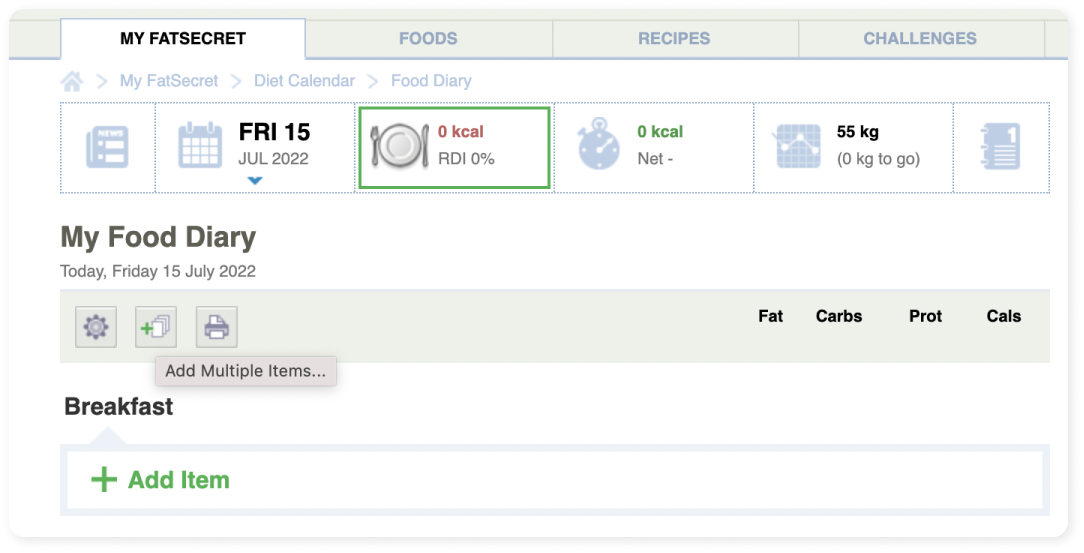 MY FATSECRET FOODS RECIPES CHALLENGES
My FatSecret Diet Calendar Food Diary
NEWS
FRI 15
JUL 2022
0 kcal
RDI 0%
0 kcal
Net -
55 kg
(0 kg to go)
1
My Food Diary
Today, Friday 15 July 2022
Fat Carbs Prot Cals
Add Multiple Items...
Breakfast
+ Add Item